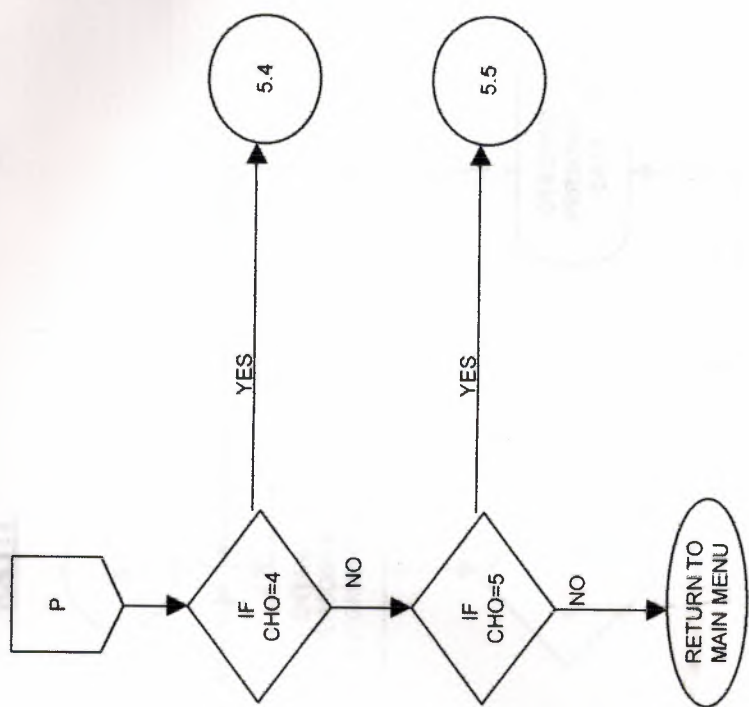 P
IF
CHO=4
YES
5.4
NO
IF
CHO=5
YES
5.5
NO
RETURN TO
MAIN MENU